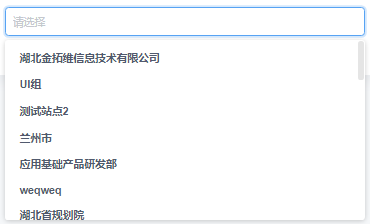 请选择
湖北金拓维信息技术有限公司
UI组
测试站点2
兰州市
应用基础产品研发部
weqweq
湖北省规划院